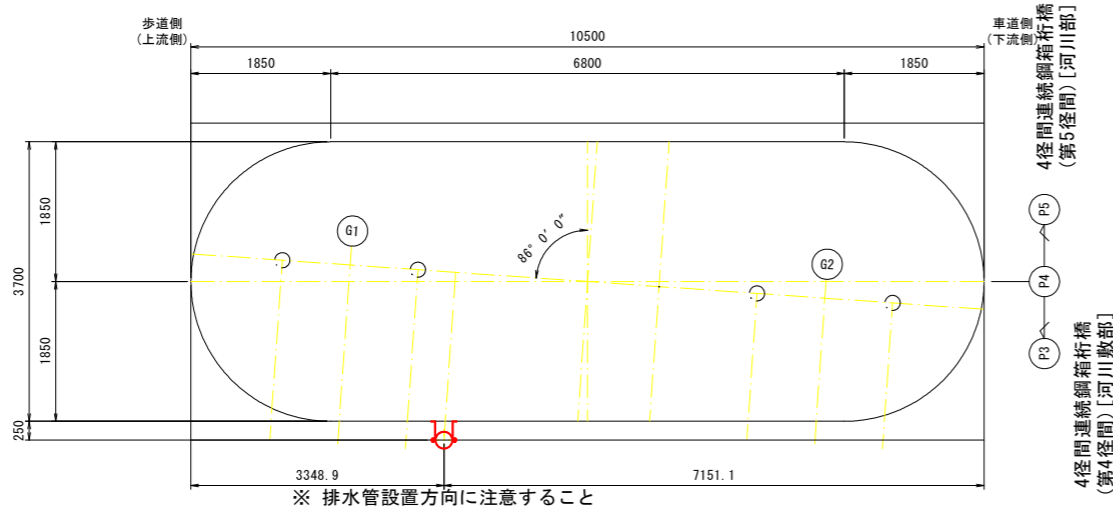 歩道側
(上流側)
10500
車道側
(下流側)
1850
6800
1850
4径間連続鋼箱桁橋
(第5径間)[河川部]
1850
3700
1850
250
G1
86° 0′ 0″
G2
P5
P4
P3
4径間連続鋼箱桁橋
(第4径間)[河川敷部]
3348.9
7151.1
※ 排水管設置方向に注意すること